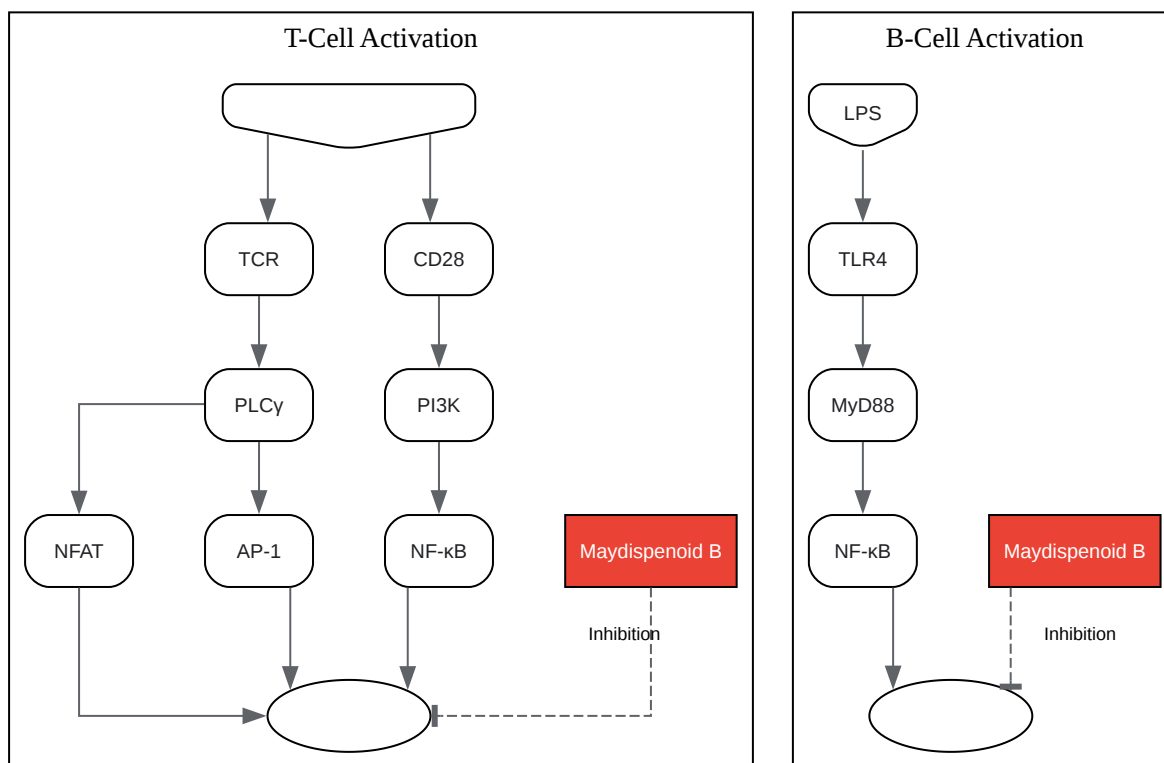 T-Cell Activation
TCR
CD28
PLCγ
PI3K
NFAT
AP-1
NF-κB
Maydispenoid B
Inhibition
B-Cell Activation
LPS
TLR4
MyD88
NF-κB
Maydispenoid B
Inhibition